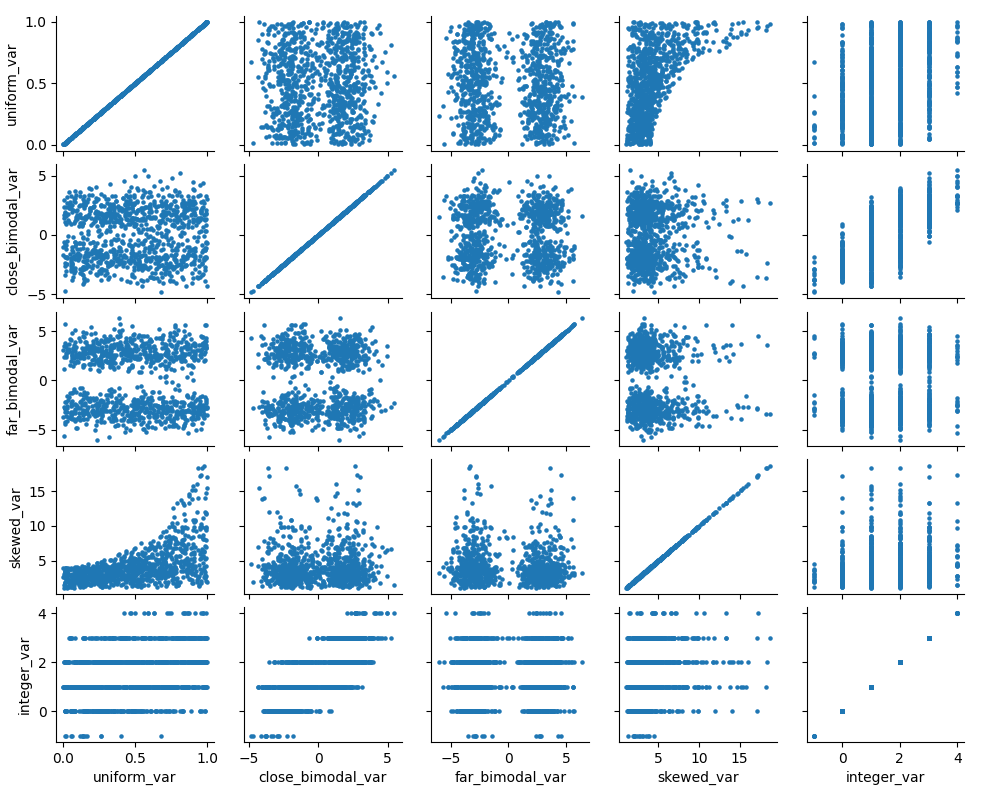 1.0
uniform_var
0.5
0.0
5
close_bimodal_var
0
−5
5
far_bimodal_var
0
−5
15
skewed_var
10
5
4
integer_var
2
0
0.0 1.0 −5 0 5 −5 0 5 5 10 15 0 2 4
uniform_var close_bimodal_var far_bimodal_var skewed_var integer_var